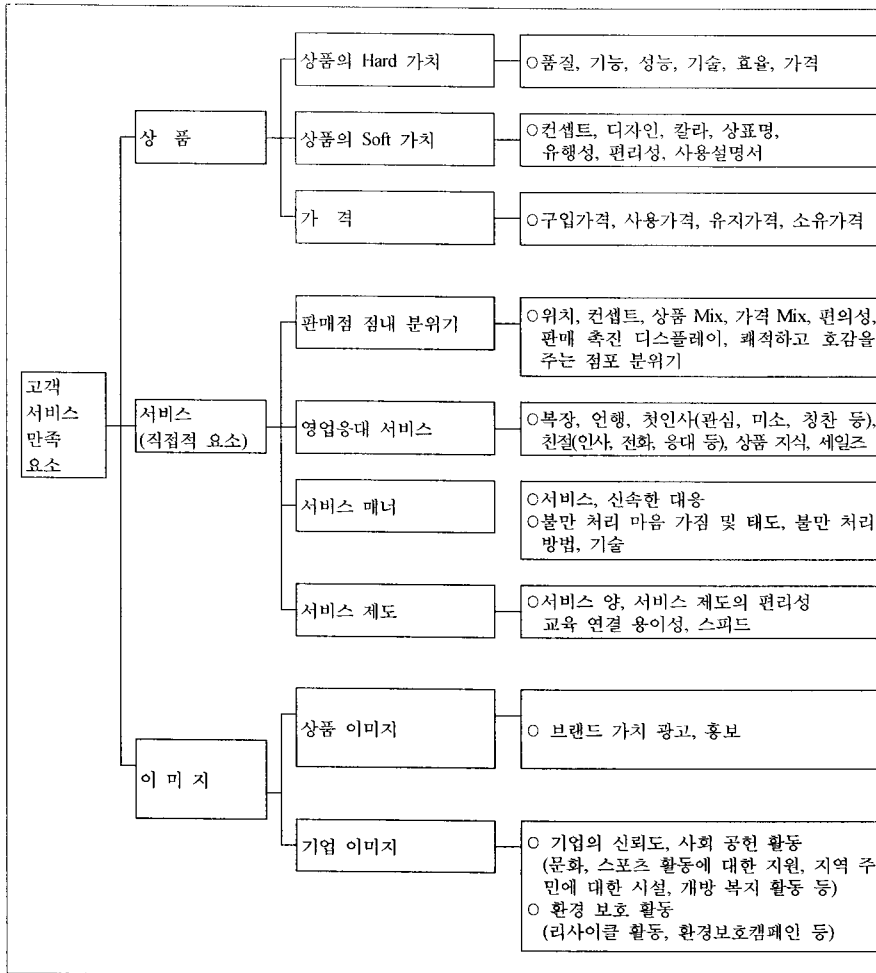 고객
서비스
만족
요소
상 품
상품의 Hard 가치
○품질, 기능, 성능, 기술, 효율, 가격
상품의 Soft 가치
○컨셉트, 디자인, 칼라, 상표명,
유행성, 편리성, 사용설명서
가 격
○구입가격, 사용가격, 유지가격, 소유가격
서비스
(직접적 요소)
판매점 점내 분위기
○위치, 컨셉트, 상품 Mix, 가격 Mix, 편의성,
판매 촉진 디스플레이, 쾌적하고 호감을
주는 점포 분위기
영업응대 서비스
○복장, 언행, 첫인사(관심, 미소, 칭찬 등),
친절(인사, 전화, 응대 등), 상품 지식, 세일즈
서비스 매너
○서비스, 신속한 대응
○불만 처리 마음 가짐 및 태도, 불만 처리
방법, 기술
서비스 제도
○서비스 양, 서비스 제도의 편리성
교육 연결 용이성, 스피드
이 미 지
상품 이미지
○ 브랜드 가치 광고, 홍보
기업 이미지
○ 기업의 신뢰도, 사회 공헌 활동
(문화, 스포츠 활동에 대한 지원, 지역 주
민에 대한 시설, 개방 복지 활동 등)
○ 환경 보호 활동
(리사이클 활동, 환경보호캠페인 등)